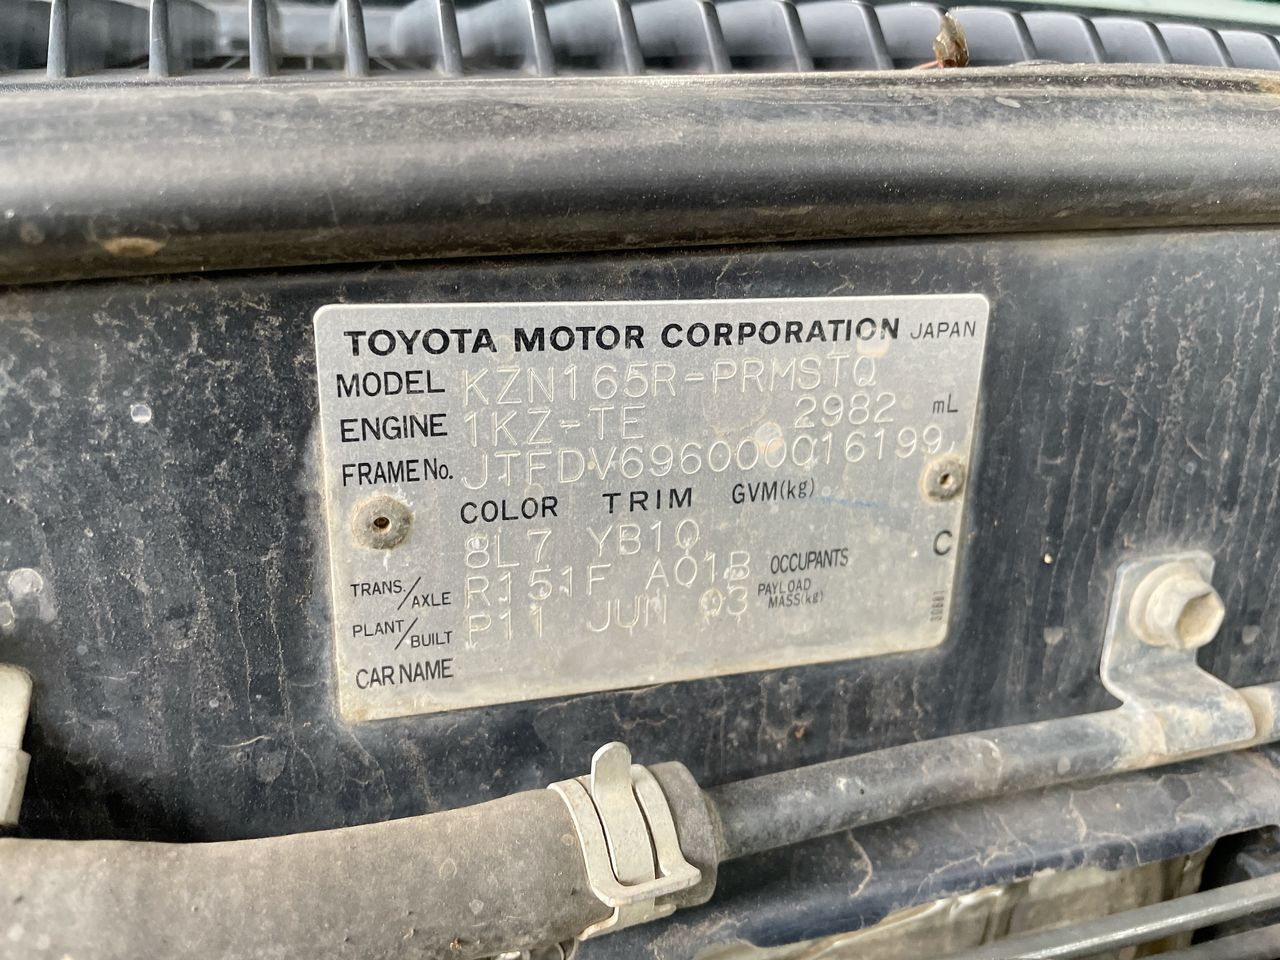 TOYOTA MOTOR CORPORATION JAPAN
MODEL KZN165R-PRMSTQ
ENGINE 1KZ-TE 2982 mL
FRAME No. JTFDV696000016199
COLOR TRIM GVM(kg)
8L7 YB10 C
TRANS./AXLE R151F A01B OCCUPANTS
PLANT/BUILT P11 JUN 03 PAYLOAD MASS(kg)
CAR NAME